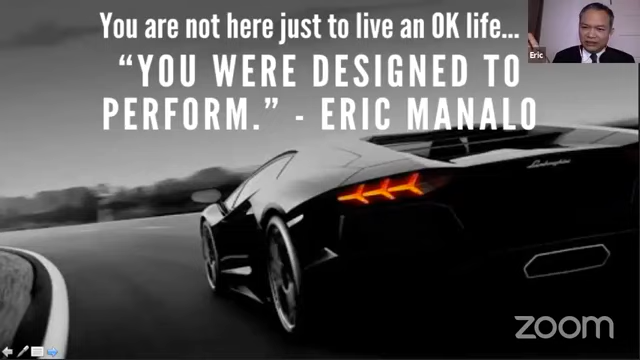 You are not here just to live an OK life...
“YOU WERE DESIGNED TO
PERFORM.” - ERIC MANALO
Eric
Lamborghini
zoom